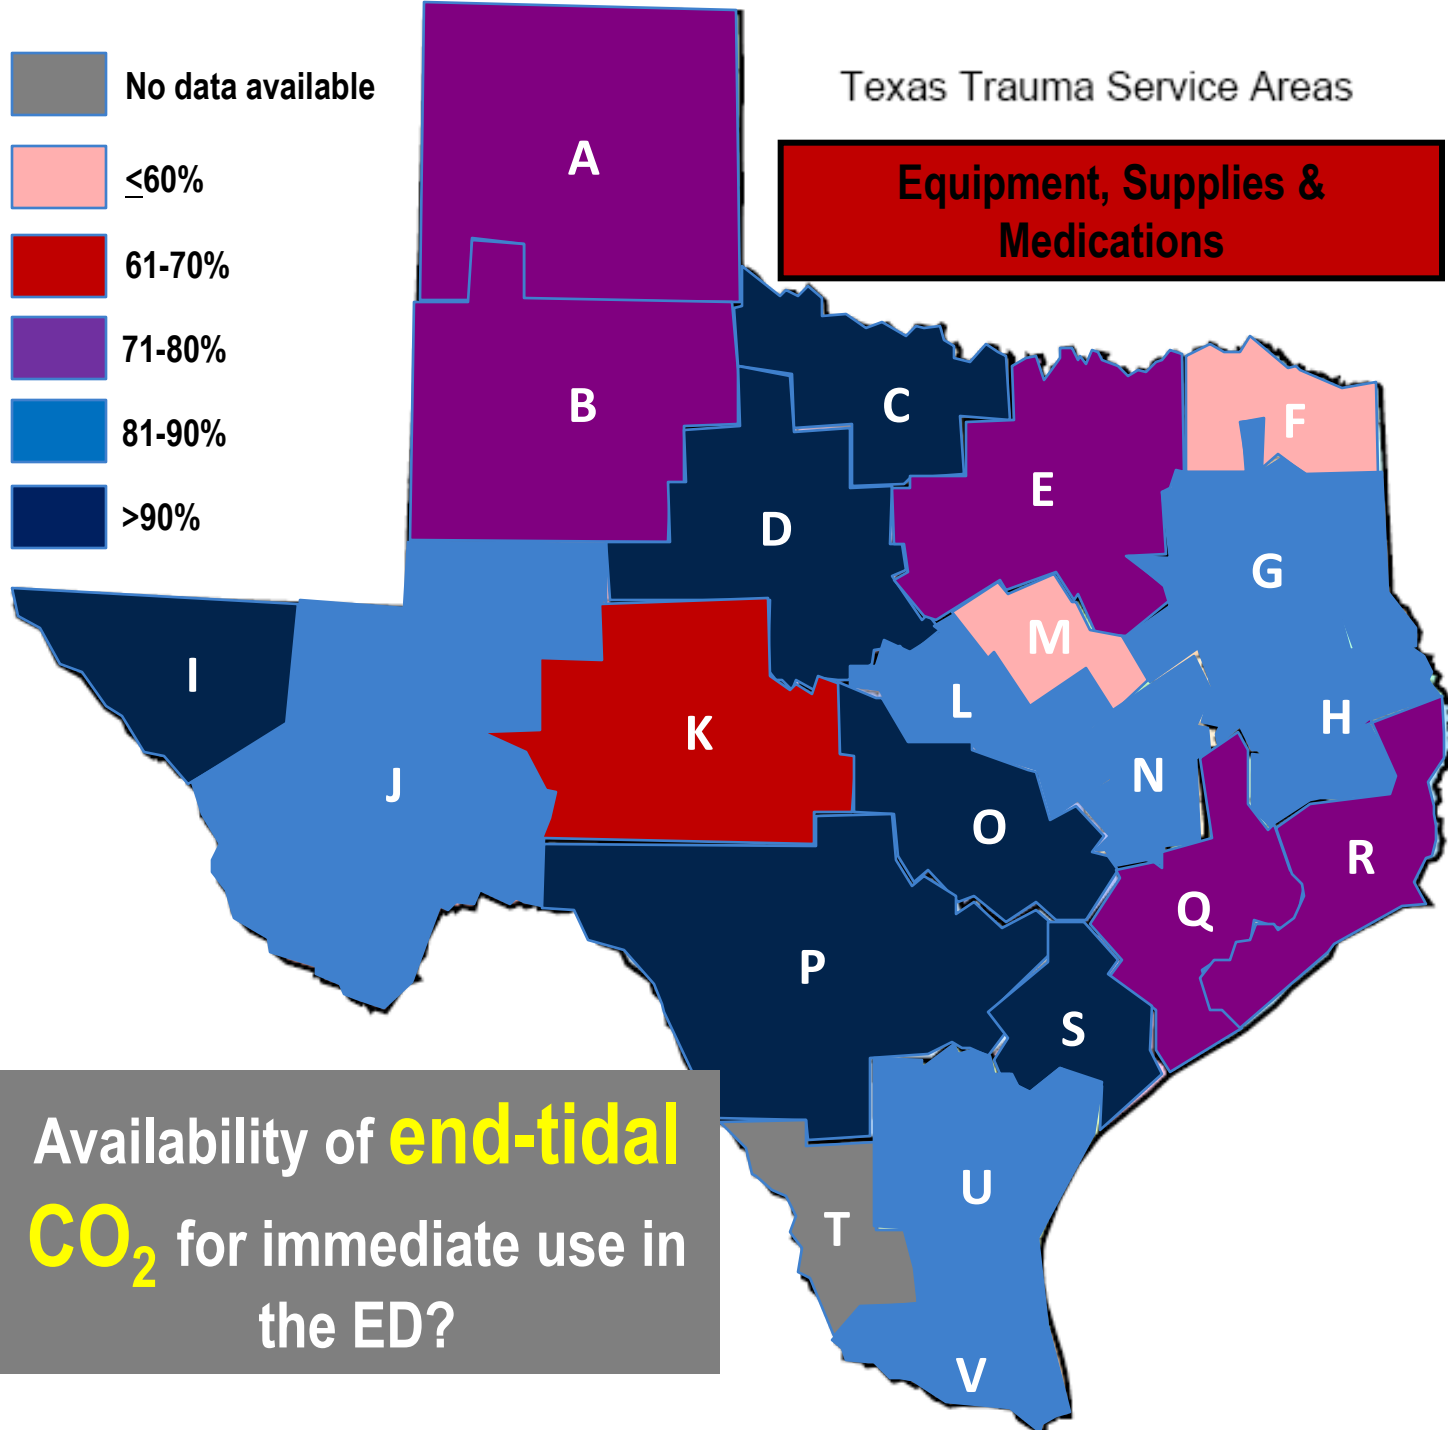 No data available
≤60%
61-70%
71-80%
81-90%
>90%
Texas Trauma Service Areas
Equipment, Supplies &
Medications
A
B
C
D
E
F
G
H
I
J
K
L
M
N
O
P
Q
R
S
T
U
V
Availability of end-tidal
CO₂ for immediate use in
the ED?